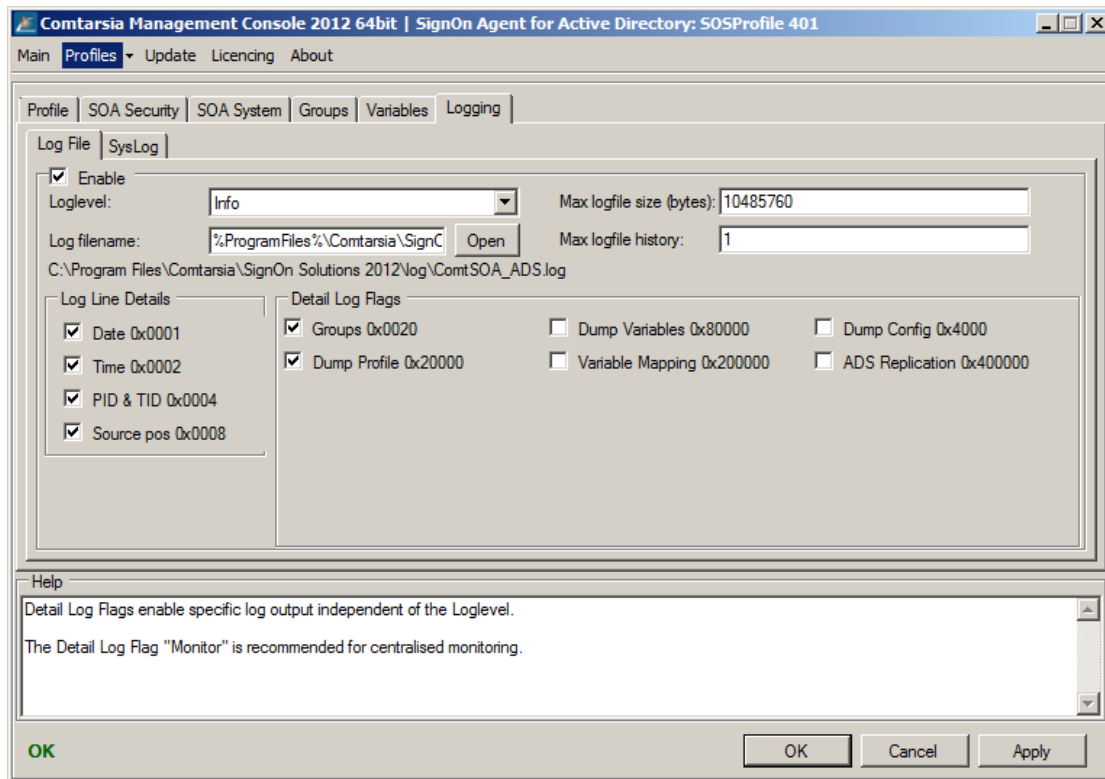 Comtarsia Management Console 2012 64bit | SignOn Agent for Active Directory: SOSProfile 401
Main Profiles Update Licencing About
Profile SOA Security SOA System Groups Variables Logging
Log File SysLog
Enable
Loglevel: Info Max logfile size (bytes): 10485760
Log filename: %ProgramFiles%\Comtarsia\SignO Open Max logfile history: 1
C:\Program Files\Comtarsia\SignOn Solutions 2012\log\ComtSOA_ADS.log
Log Line Details Detail Log Flags
Date 0x0001 Groups 0x0020 Dump Variables 0x80000 Dump Config 0x4000
Time 0x0002 Dump Profile 0x20000 Variable Mapping 0x200000 ADS Replication 0x400000
PID & TID 0x0004
Source pos 0x0008
Help
Detail Log Flags enable specific log output independent of the Loglevel.
The Detail Log Flag "Monitor" is recommended for centralised monitoring.
OK OK Cancel Apply